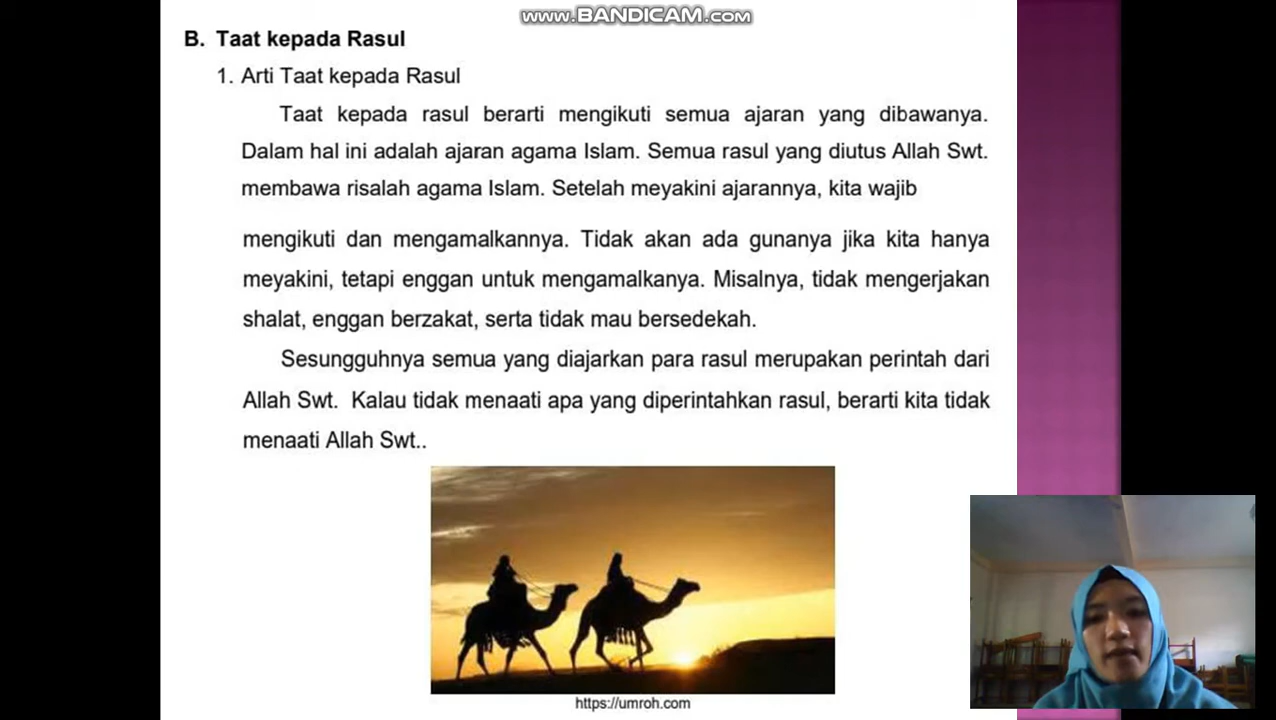 www.BANDICAM.com
B. Taat kepada Rasul
1. Arti Taat kepada Rasul
Taat kepada rasul berarti mengikuti semua ajaran yang dibawanya.
Dalam hal ini adalah ajaran agama Islam. Semua rasul yang diutus Allah Swt.
membawa risalah agama Islam. Setelah meyakini ajarannya, kita wajib
mengikuti dan mengamalkannya. Tidak akan ada gunanya jika kita hanya
meyakini, tetapi enggan untuk mengamalkanya. Misalnya, tidak mengerjakan
shalat, enggan berzakat, serta tidak mau bersedekah.
Sesungguhnya semua yang diajarkan para rasul merupakan perintah dari
Allah Swt. Kalau tidak menaati apa yang diperintahkan rasul, berarti kita tidak
menaati Allah Swt..
https://umroh.com